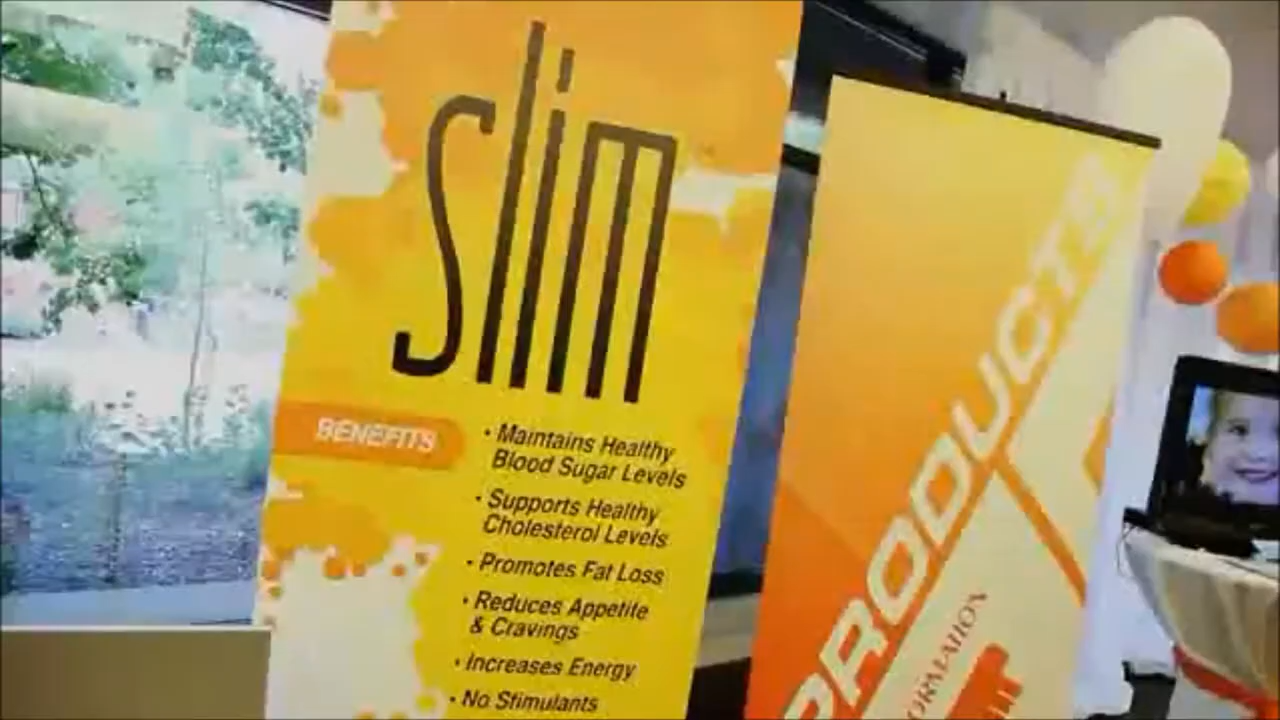 slim
BENEFITS
• Maintains Healthy
Blood Sugar Levels
• Supports Healthy
Cholesterol Levels
• Promotes Fat Loss
• Reduces Appetite
& Cravings
• Increases Energy
• No Stimulants
PRODUCTS
ORMATION